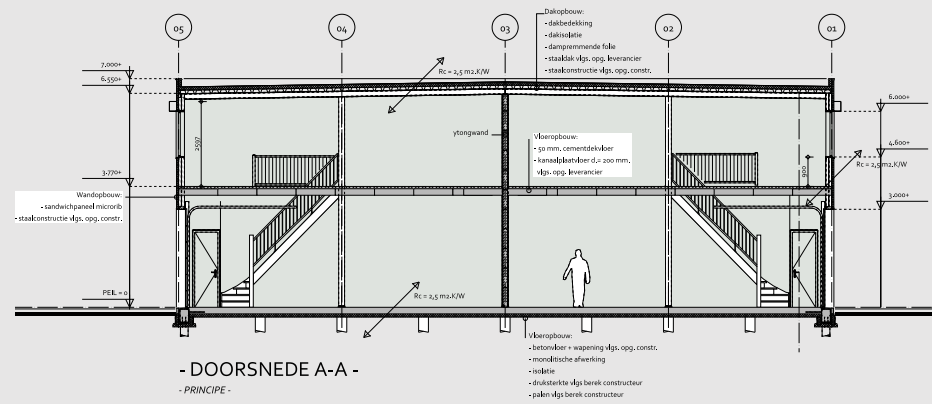 Dakopbouw:
- dakbedekking
- dakisolatie
- dampremmende folie
- staaldak vlgs. opg. leverancier
- staalconstructie vlgs. opg. constr.
05
04
03
02
01
7.000+
6.550+
Rc = 2,5 m2.K/W
6.000+
2597
ytongwand
Vloeropbouw:
- 50 mm. cementdekvloer
- kanaalplaatvloer d.= 200 mm.
vlgs. opg. leverancier
4.600+
Rc = 2,5 m2.K/W
900
3.770+
Wandopbouw:
- sandwichpaneel microrib
- staalconstructie vlgs. opg. constr.
3.000+
PEIL = 0
Rc = 2,5 m2.K/W
Vloeropbouw:
- betonvloer + wapening vlgs. opg. constr.
- monolitische afwerking
- isolatie
- druksterkte vlgs berek constructeur
- palen vlgs berek constructeur
- DOORSNEDE A-A -
- PRINCIPE -